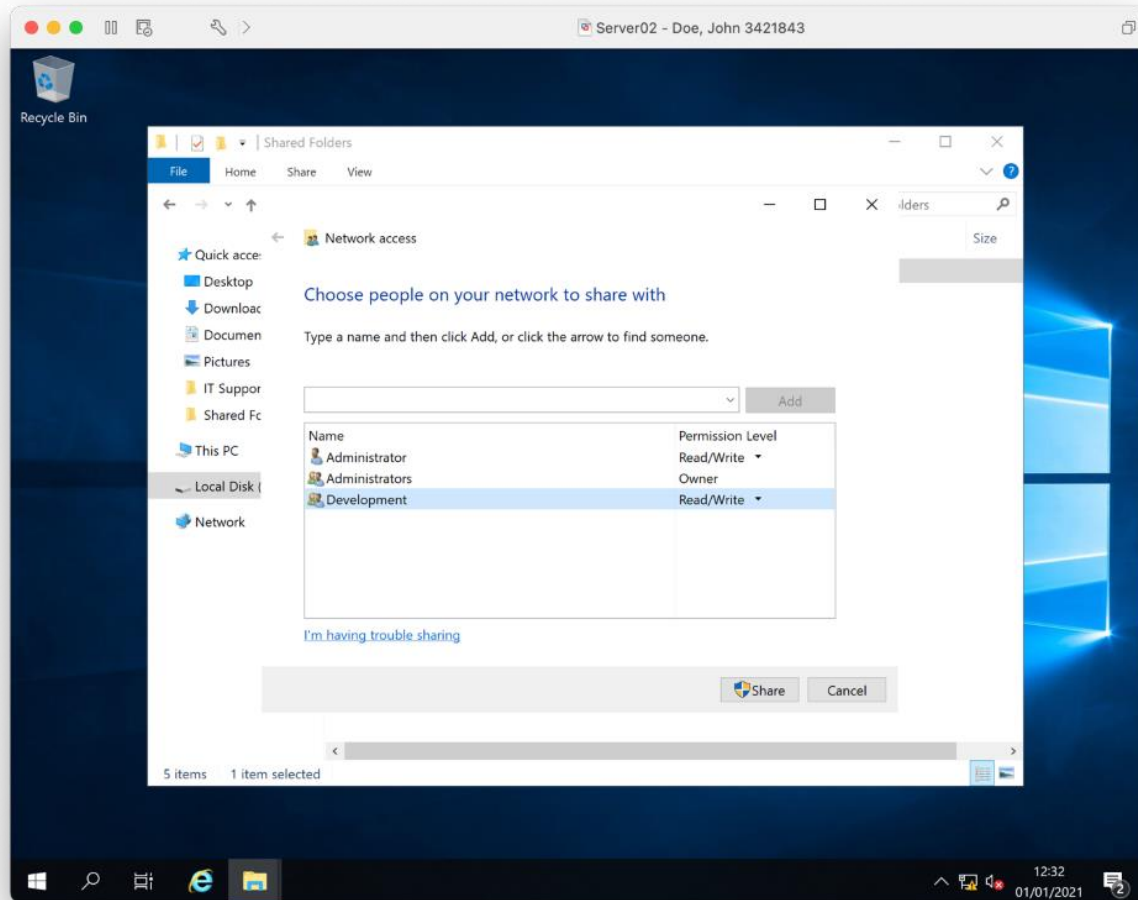 Server02 - Doe, John 3421843
Recycle Bin
Shared Folders
File Home Share View
Size
Network access
Quick acce
Desktop
Choose people on your network to share with
Documen
Type a name and then click Add, or click the arrow to find someone.
Pictures
IT Suppor
Add
Shared Fc
Name Permission Level
This PC
Administrator Read/Write
Administrators Owner
Local Disk (
Development Read/Write
Network
I'm having trouble sharing
Share Cancel
5 items 1 item selected
12:32
01/01/2021
2